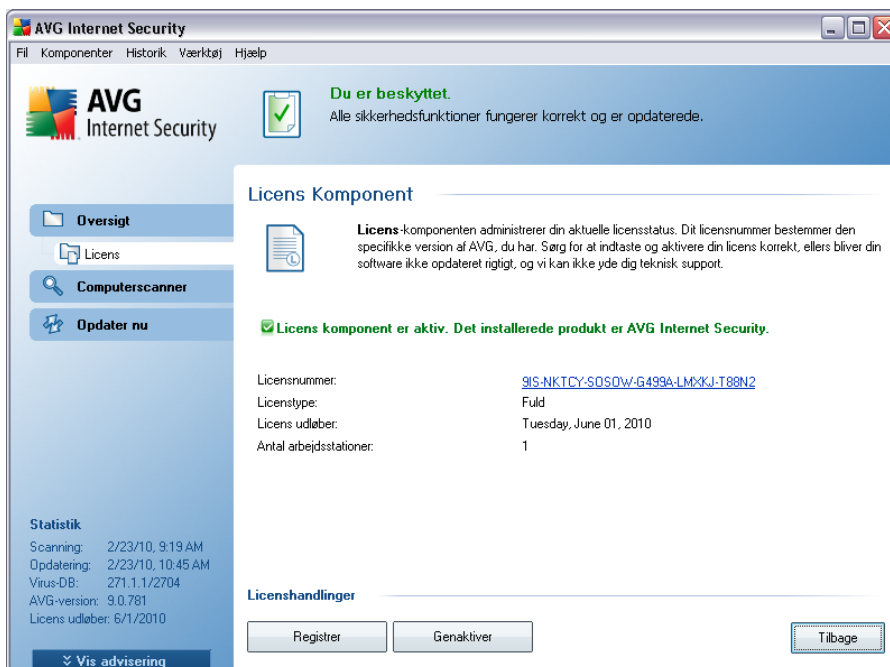 AVG Internet Security
Fil Komponenter Historik Værktøj Hjælp
AVG
Internet Security
Du er beskyttet.
Alle sikkerhedsfunktioner fungerer korrekt og er opdaterede.
Oversigt
Licens
Computerscanner
Opdater nu
Licens Komponent
Licens-komponenten administrerer din aktuelle licensstatus. Dit licensnummer bestemmer den
specifikke version af AVG, du har. Sørg for at indtaste og aktivere din licens korrekt, ellers bliver din
software ikke opdateret rigtigt, og vi kan ikke yde dig teknisk support.
Licens komponent er aktiv. Det installerede produkt er AVG Internet Security.
Licensnummer: 9IS-NKTCY-SOSOW-G499A-LMXKJ-T88N2
Licenstype: Fuld
Licens udløber: Tuesday, June 01, 2010
Antal arbejdsstationer: 1
Statistik
Scanning: 2/23/10, 9:19 AM
Opdatering: 2/23/10, 10:45 AM
Virus-DB: 271.1.1/2704
AVG-version: 9.0.781
Licens udløber: 6/1/2010
Vis advisering
Licenshandlinger
Registrer Genaktiver Tilbage